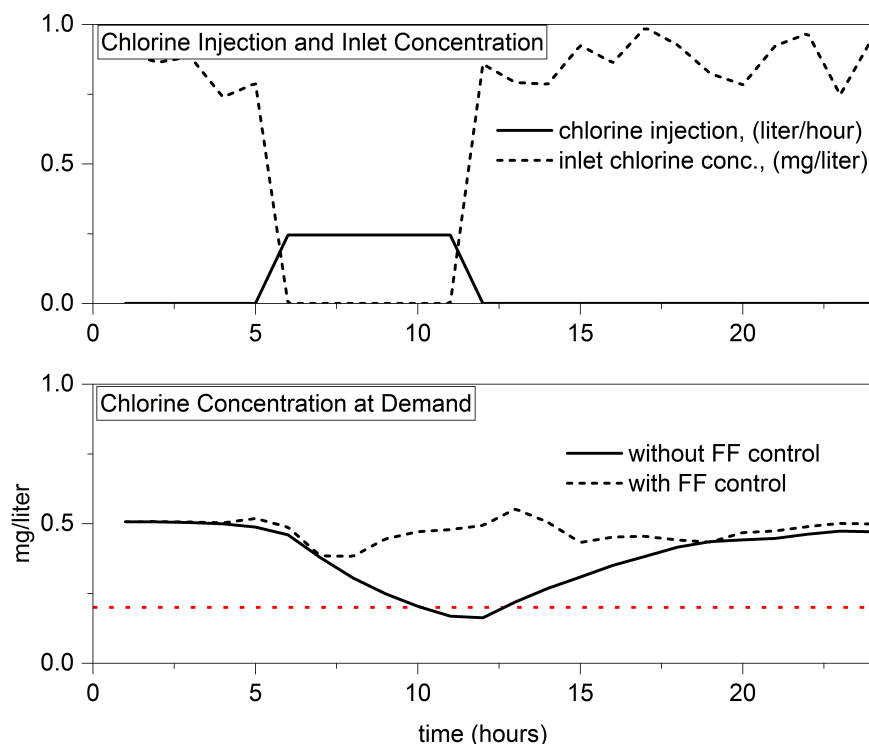 1.0
Chlorine Injection and Inlet Concentration
chlorine injection, (liter/hour)
0.5
inlet chlorine conc., (mg/liter)
0.0
0 5 10 15 20
1.0
Chlorine Concentration at Demand
without FF control
with FF control
0.5
mg/liter
0.0
0 5 10 15 20
time (hours)